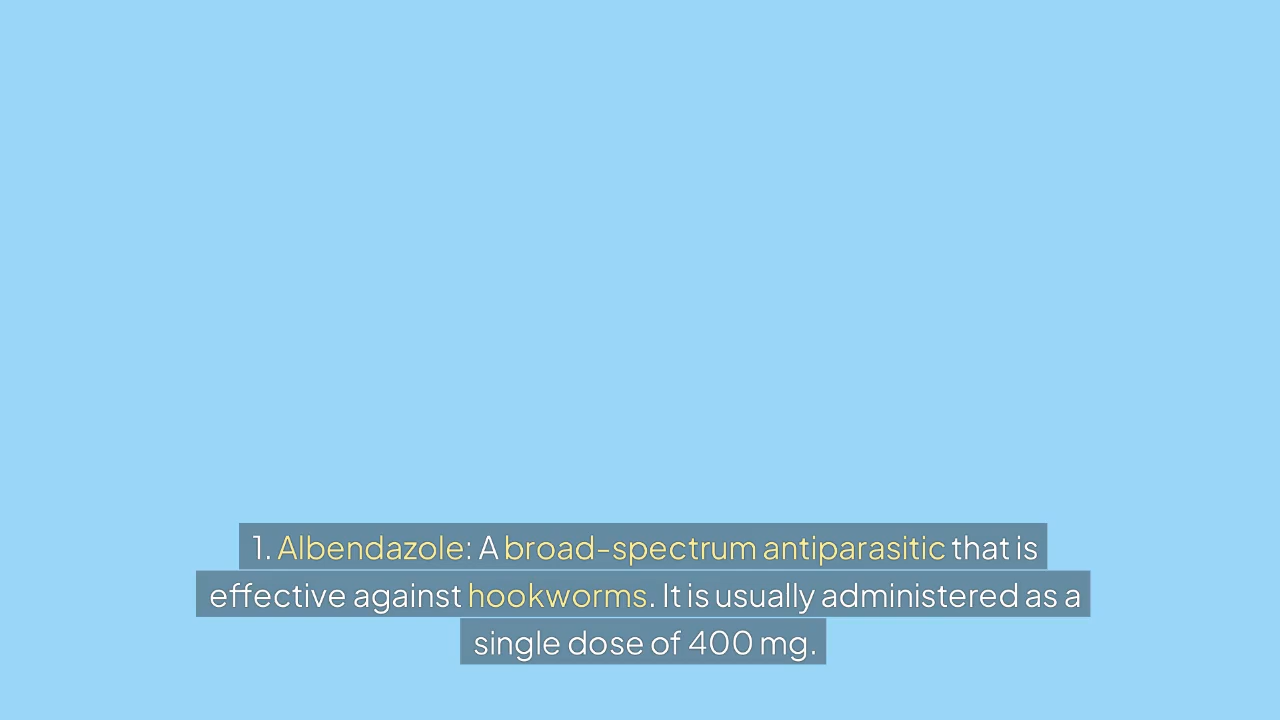 1. Albendazole: A broad-spectrum antiparasitic that is
effective against hookworms. It is usually administered as a
single dose of 400 mg.